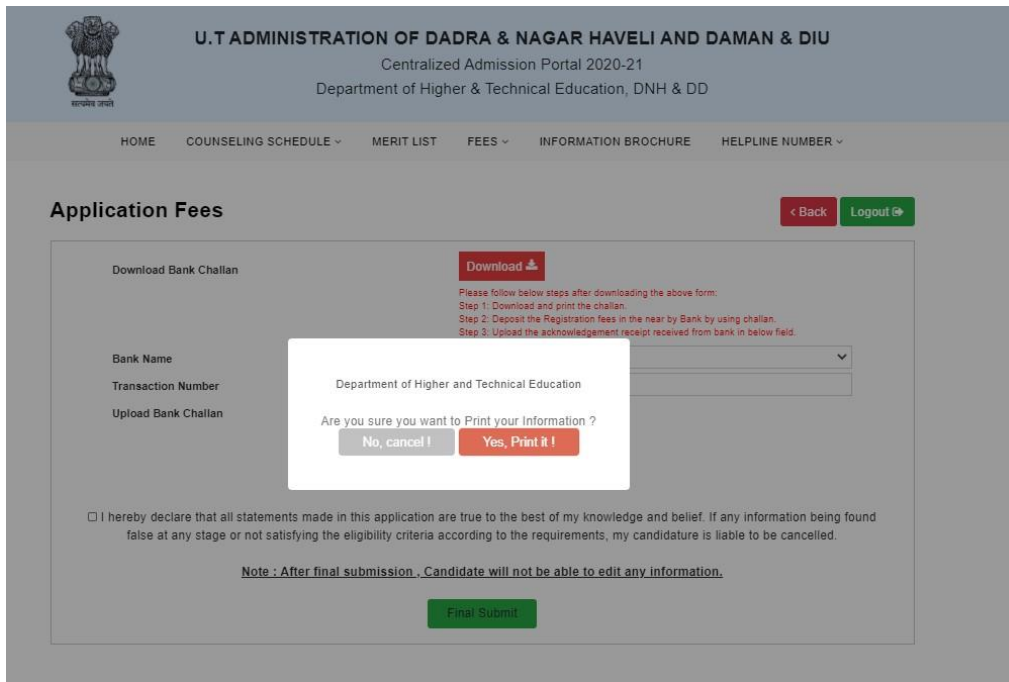 सत्यमेव जयते
U.T ADMINISTRATION OF DADRA & NAGAR HAVELI AND DAMAN & DIU
Centralized Admission Portal 2020-21
Department of Higher & Technical Education, DNH & DD
HOME COUNSELING SCHEDULE MERIT LIST FEES INFORMATION BROCHURE HELPLINE NUMBER
Application Fees
< Back Logout
Download Bank Challan
Download
Please follow below steps after downloading the above form:
Step 1: Download and print the challan.
Step 2: Deposit the Registration fees in the near by Bank by using challan.
Step 3: Upload the acknowledgement receipt received from bank in below field.
Bank Name
Transaction Number
Upload Bank Challan
Department of Higher and Technical Education
Are you sure you want to Print your Information ?
No, cancel ! Yes, Print it !
I hereby declare that all statements made in this application are true to the best of my knowledge and belief. If any information being found
false at any stage or not satisfying the eligibility criteria according to the requirements, my candidature is liable to be cancelled.
Note : After final submission , Candidate will not be able to edit any information.
Final Submit